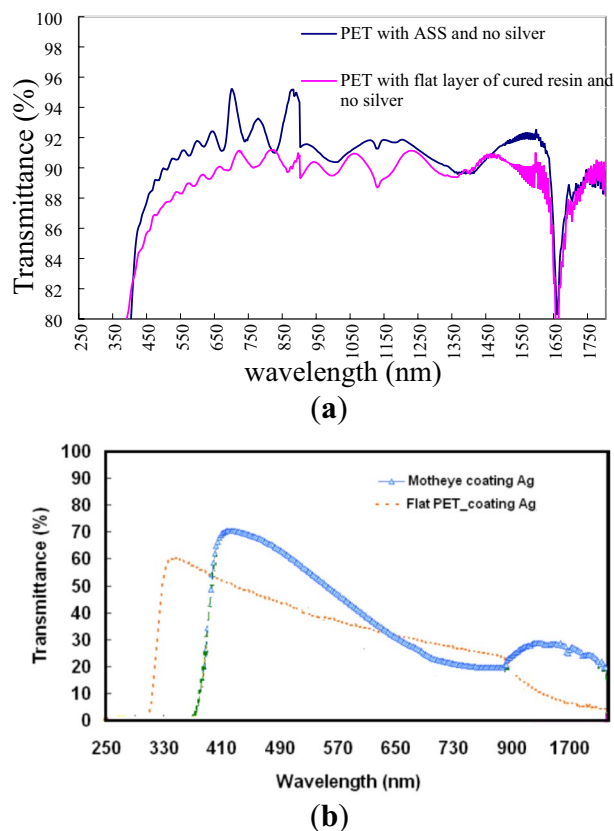 (a)
100
98
96
94
92
90
88
86
84
82
80
Transmittance (%)
PET with ASS and no silver
PET with flat layer of cured resin and
no silver
250 350 450 550 650 750 850 950 1050 1150 1250 1350 1450 1550 1650 1750
wavelength (nm)
(a)
100
90
80
70
60
50
40
30
20
10
0
Transmittance (%)
Motheye coating Ag
Flat PET_coating Ag
250 330 410 490 570 650 730 900 1700
Wavelength (nm)
(b)